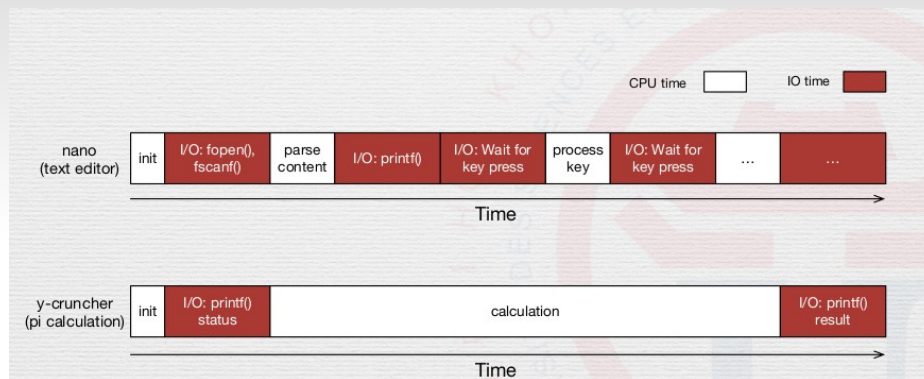 CPU time
IO time
nano
(text editor)
init
I/O: fopen(),
fscanf()
parse
content
I/O: printf()
I/O: Wait for
key press
process
key
I/O: Wait for
key press
...
...
Time
y-cruncher
(pi calculation)
init
I/O: printf()
status
calculation
I/O: printf()
result
Time